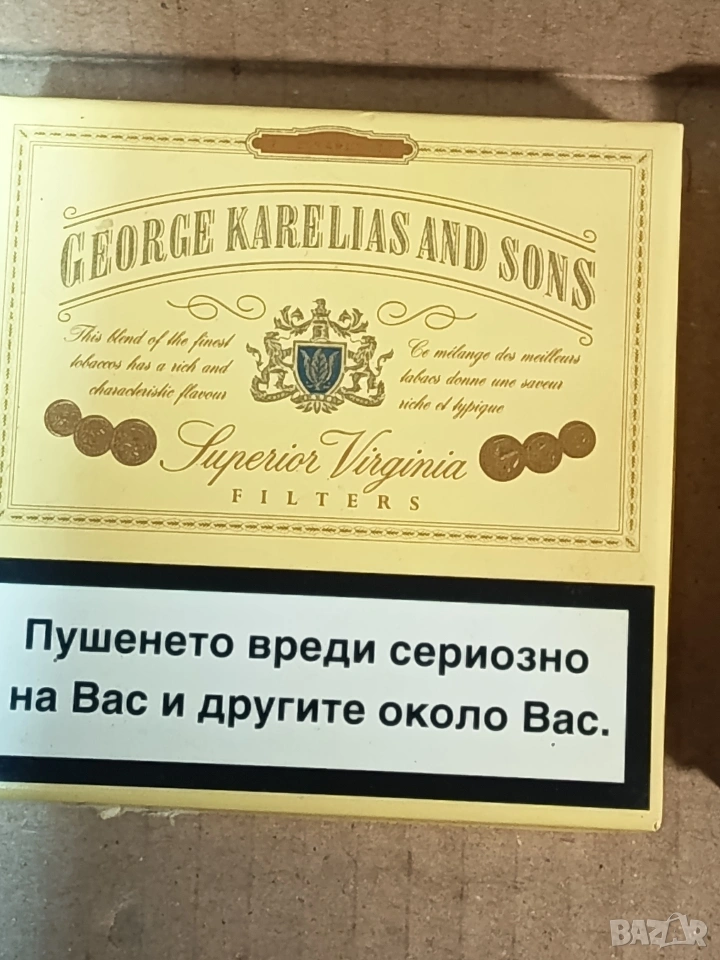 GEORGE KARELIAS AND SONS
This blend of the finest
tobaccos has a rich and
characteristic flavour
Ce mélange des meilleurs
tabacs donne une saveur
riche et typique
Superior Virginia
FILTERS
Пушенето вреди сериозно
на Вас и другите около Вас.
BAZAR